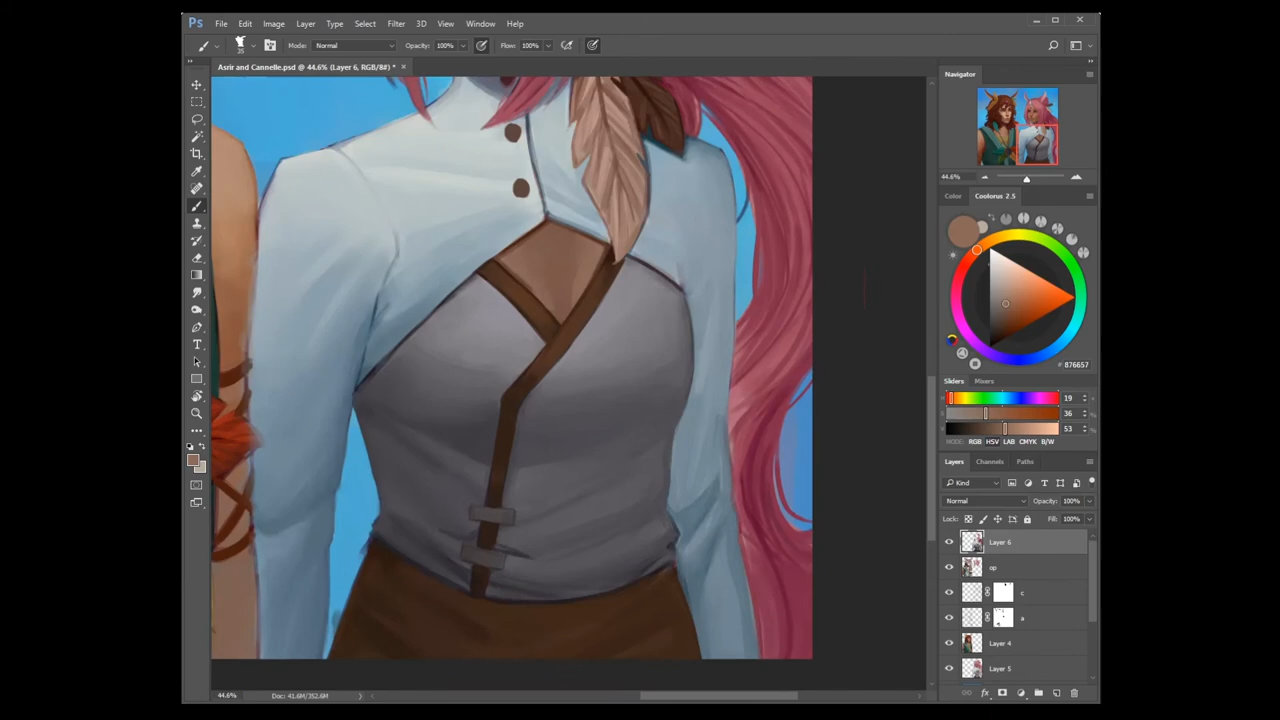 Ps File Edit Image Layer Type Select Filter 3D View Window Help
35 Mode: Normal Opacity: 100% Flow: 100%
Asrir and Cannelle.psd @ 44.6% (Layer 6, RGB/8#) * ×
Navigator
44.6%
Color Coolorus 2.5
# 876657
Sliders Mixers
19
36
53
MODE: RGB HSV LAB CMYK B/W
Layers Channels Paths
Kind
Normal Opacity: 100%
Lock: Fill: 100%
Layer 6
op
c
a
Layer 4
Layer 5
44.6% Doc: 41.6M/352.6M
fx